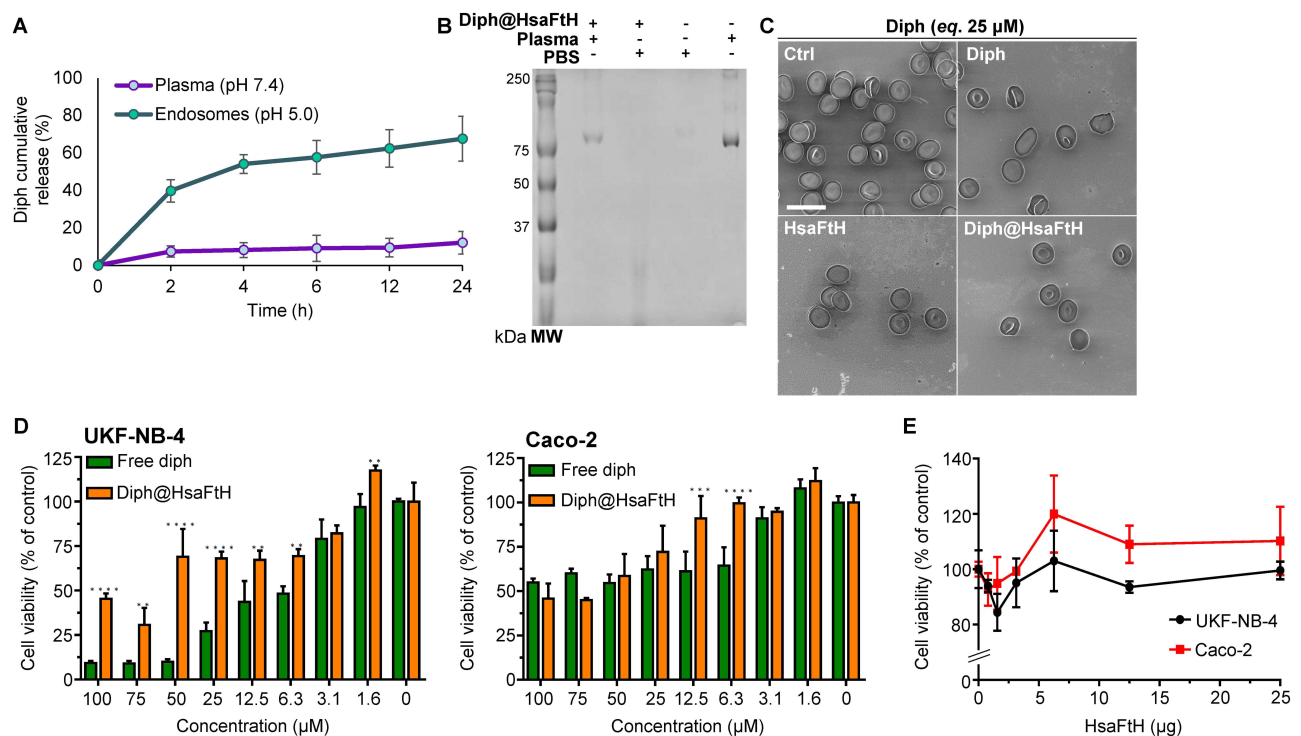 A
Diph cumulative
release (%)
100
80
60
40
20
0
Plasma (pH 7.4)
Endosomes (pH 5.0)
0 2 4 6 12 24
Time (h)
B
Diph@HsaFtH + + - -
Plasma + - - +
PBS - + + -
250
75
50
37
kDa MW
C
Diph (eq. 25 µM)
Ctrl
Diph
HsaFtH
Diph@HsaFtH
D
UKF-NB-4
Cell viability (% of control)
125
100
75
50
25
0
Free diph
Diph@HsaFtH
**** ** **** **** ** ** **
100 75 50 25 12.5 6.3 3.1 1.6 0
Concentration (µM)
Caco-2
Cell viability (% of control)
125
100
75
50
25
0
Free diph
Diph@HsaFtH
*** ****
100 75 50 25 12.5 6.3 3.1 1.6 0
Concentration (µM)
E
Cell viability (% of control)
140
120
100
80
0
UKF-NB-4
Caco-2
0 5 10 15 20 25
HsaFtH (µg)